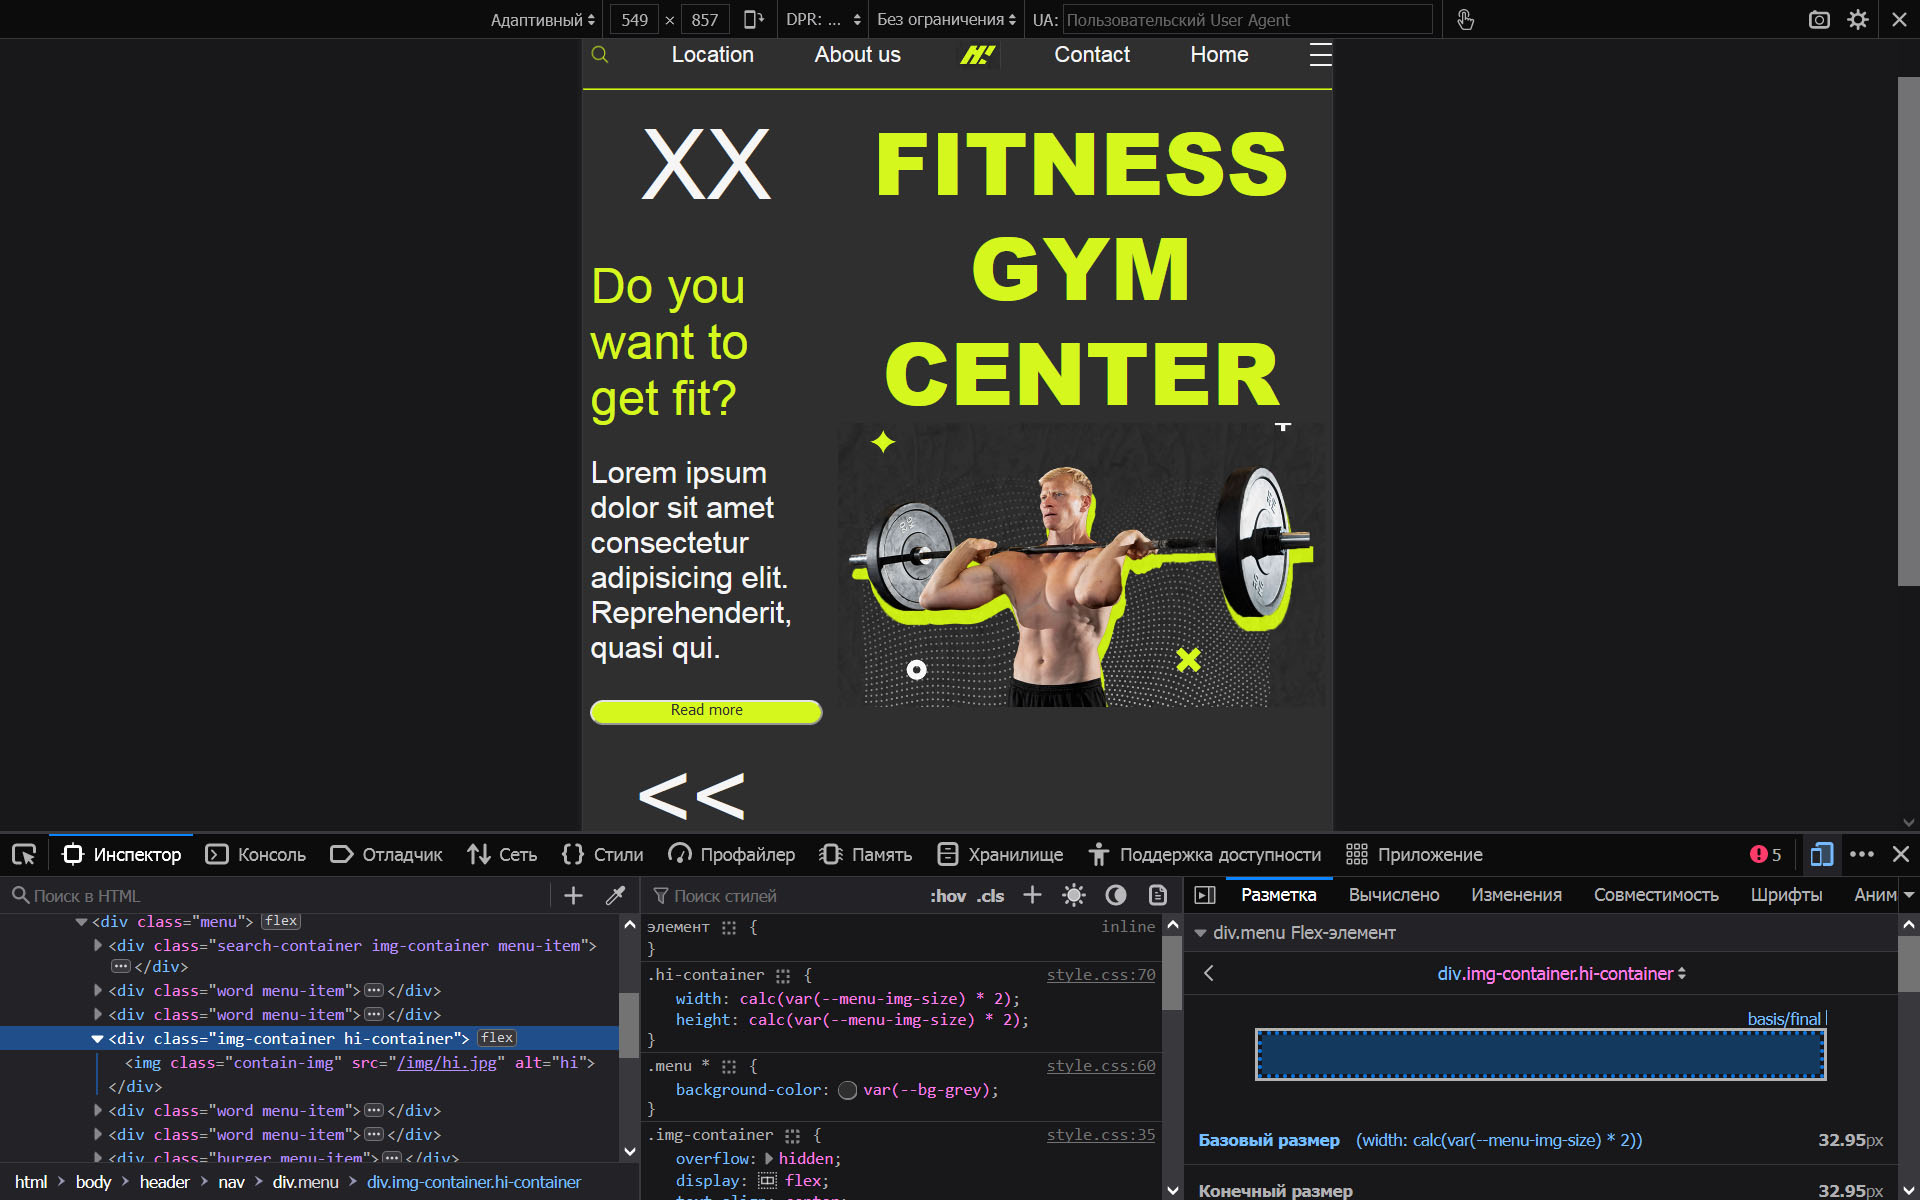 Адаптивный 549 × 857 DPR: ... Без ограничения UA: Пользовательский User Agent
Location About us H! Contact Home
XX
FITNESS
GYM
CENTER
Do you
want to
get fit?
Lorem ipsum
dolor sit amet
consectetur
adipisicing elit.
Reprehenderit,
quasi qui.
Read more
<<
Инспектор Консоль Отладчик Сеть Стили Профайлер Память Хранилище Поддержка доступности Приложение 5
Поиск в HTML
<div class="menu"> flex
<div class="search-container img-container menu-item">
</div>
<div class="word menu-item"></div>
<div class="word menu-item"></div>
<div class="img-container hi-container"> flex
<img class="contain-img" src="/img/hi.jpg" alt="hi">
</div>
<div class="word menu-item"></div>
<div class="word menu-item"></div>
<div class="burger menu-item"></div>
html > body > header > nav > div.menu > div.img-container.hi-container
Поиск стилей :hov .cls
элемент { inline
}
.hi-container { style.css:70
width: calc(var(--menu-img-size) * 2);
height: calc(var(--menu-img-size) * 2);
}
.menu * { style.css:60
background-color: var(--bg-grey);
}
.img-container { style.css:35
overflow: hidden;
display: flex;
text-align: center;
Разметка Вычислено Изменения Совместимость Шрифты Аним
div.menu Flex-элемент
div.img-container.hi-container
basis/final
Базовый размер (width: calc(var(--menu-img-size) * 2)) 32.95px
Конечный размер 32.95px